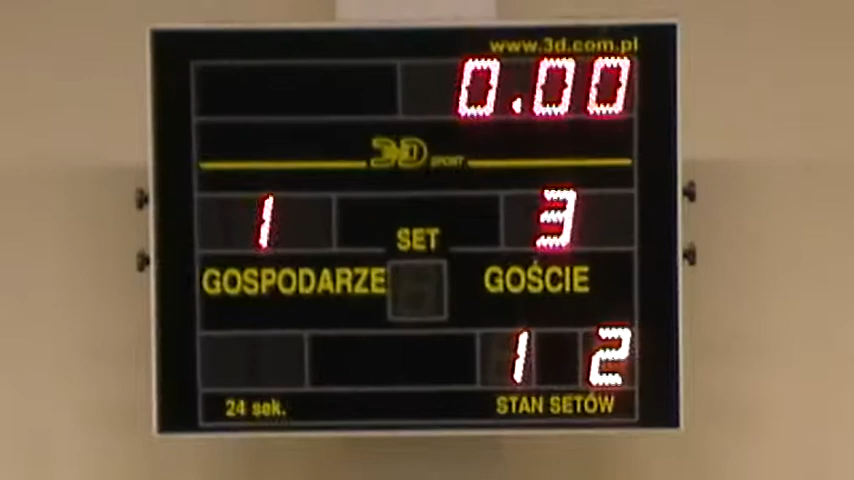 www.3d.com.pl
0.00
3D SPORT
1 3
SET
GOSPODARZE GOŚCIE
1 2
24 sek. STAN SETÓW